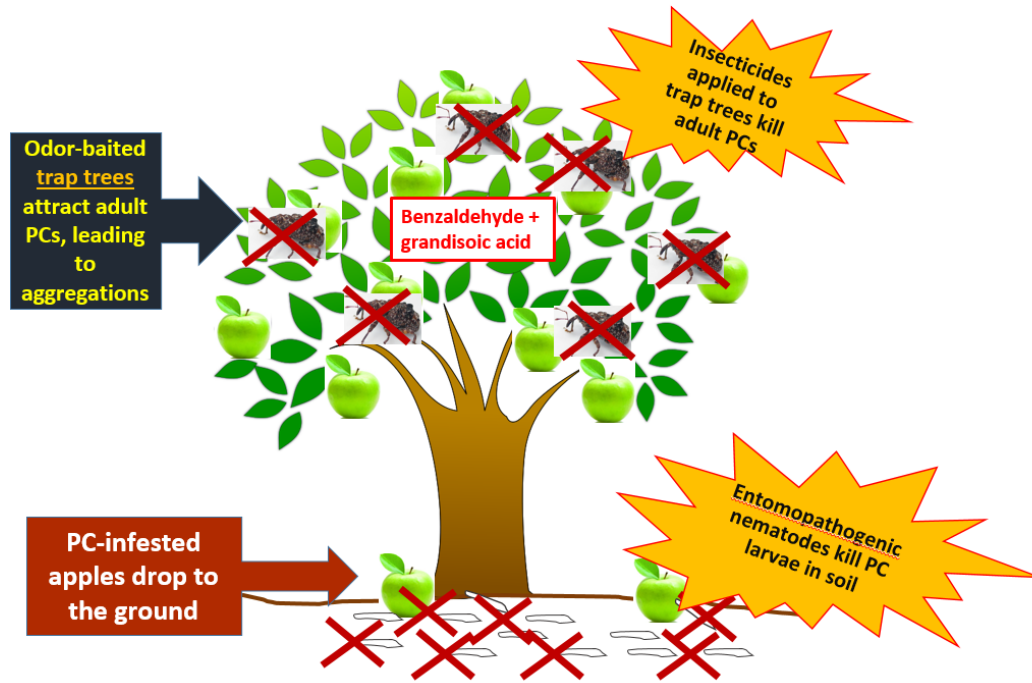 Insecticides
applied to
trap trees kill
adult PCs
Odor-baited
trap trees
attract adult
PCs, leading
to
aggregations
Benzaldehyde +
grandisoic acid
PC-infested
apples drop to
the ground
Entomopathogenic
nematodes kill PC
larvae in soil